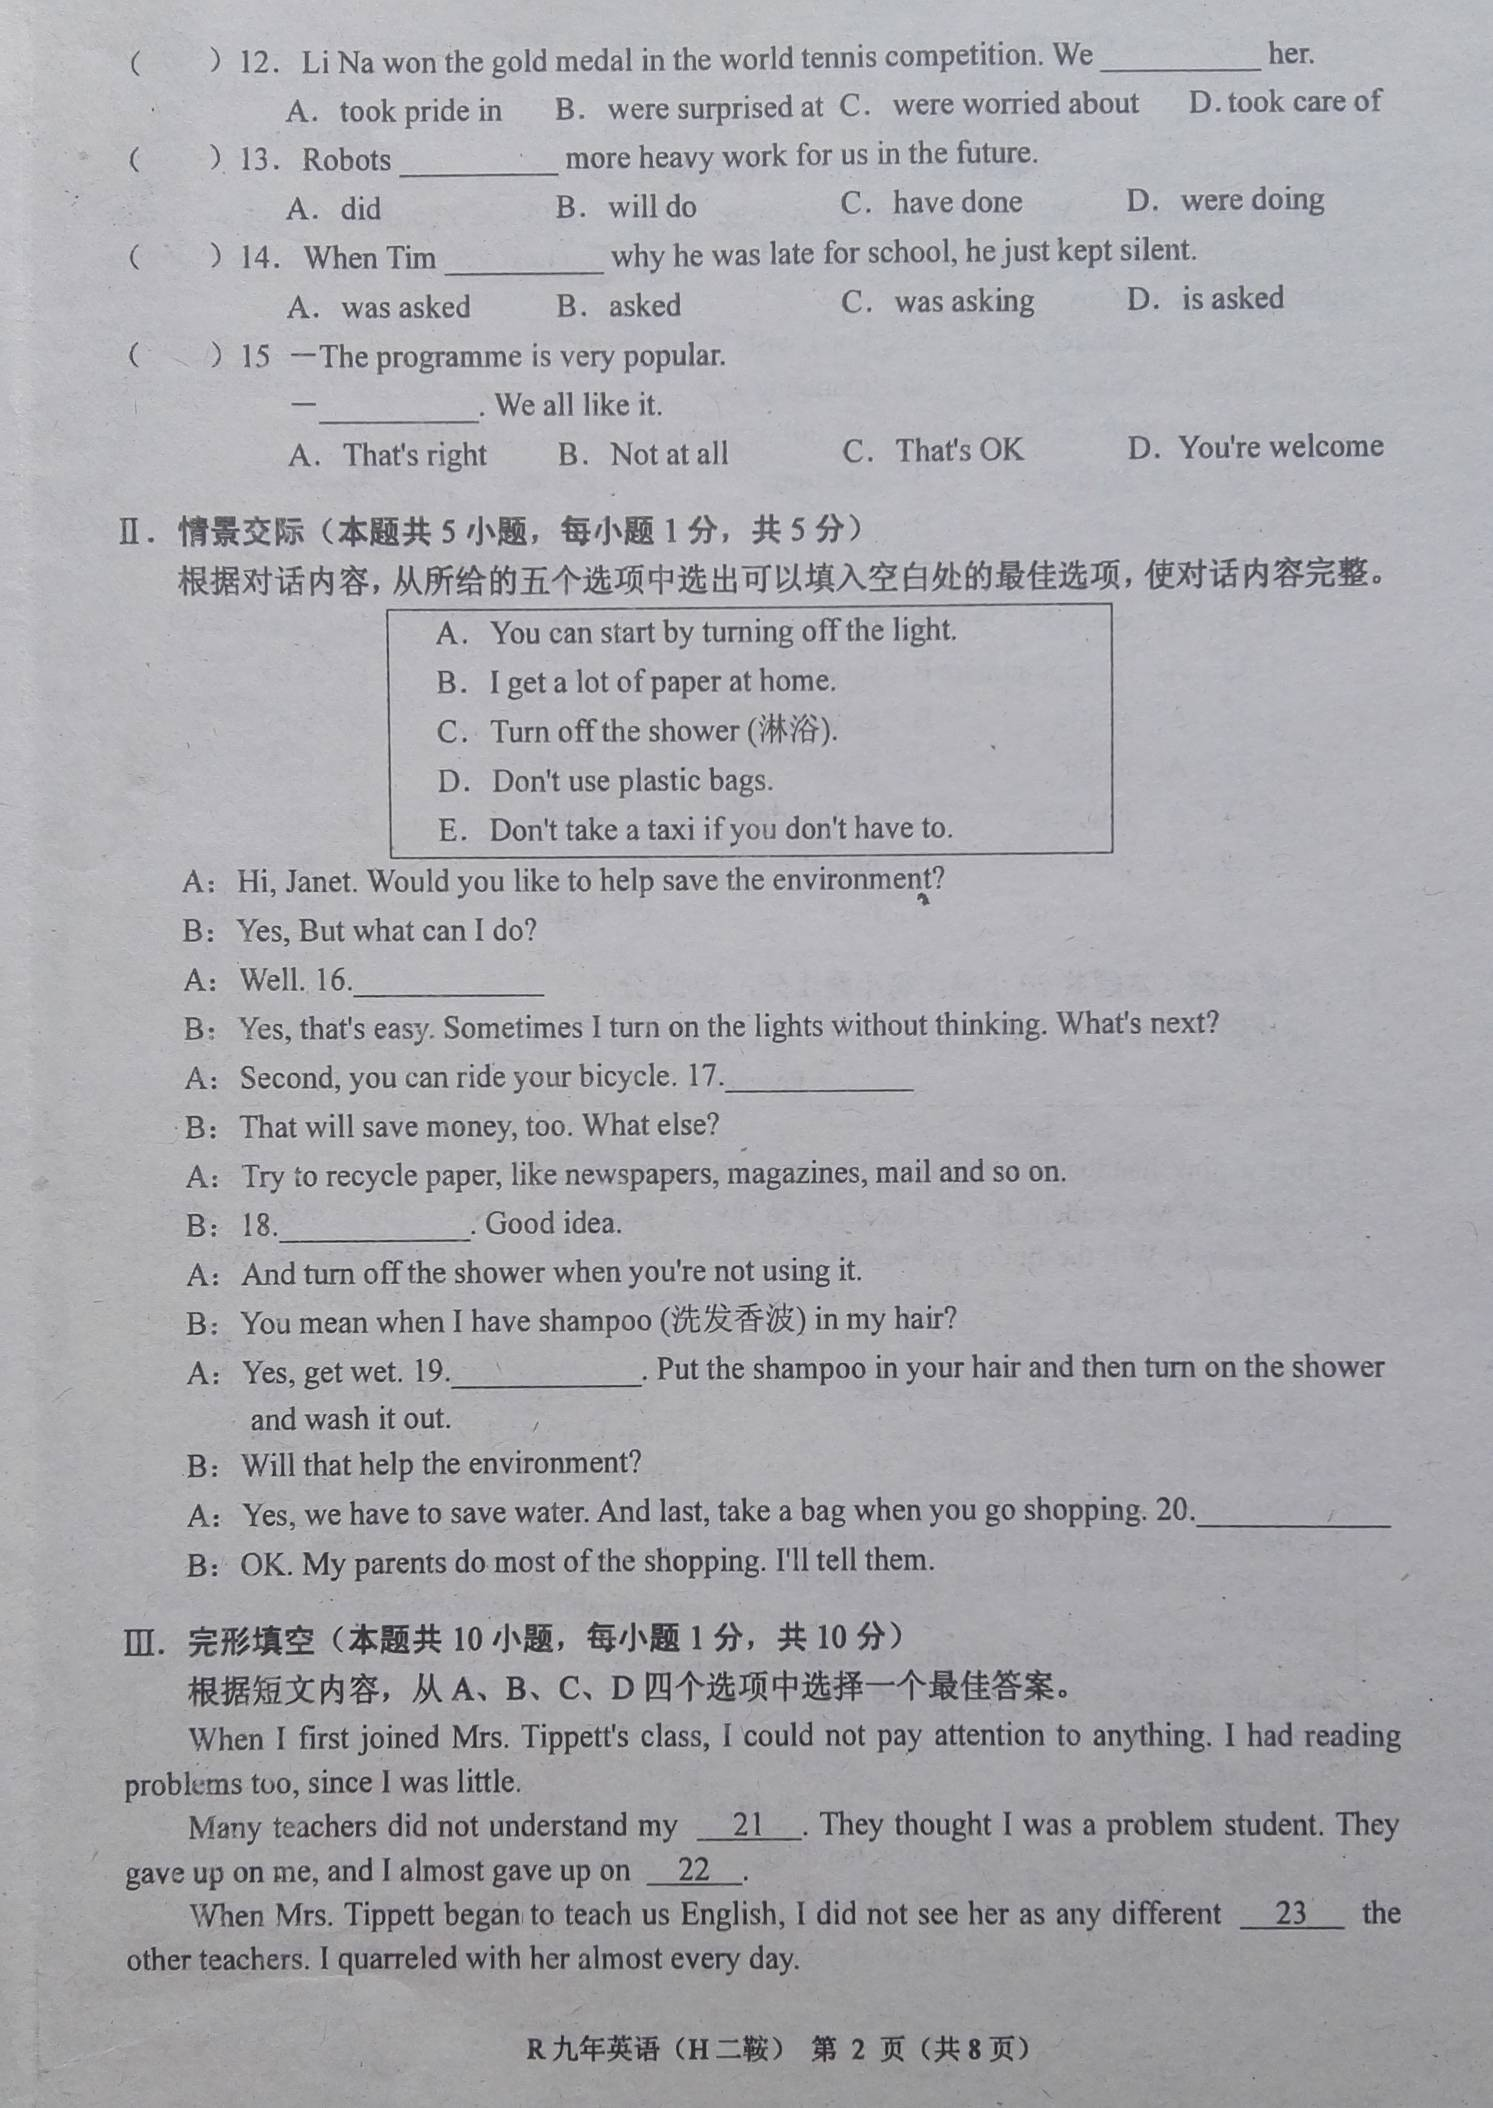 (    ) 12. Li Na won the gold medal in the world tennis competition. We __________ her.
A. took pride in B. were surprised at C. were worried about D. took care of
(    ) 13. Robots __________ more heavy work for us in the future.
A. did B. will do C. have done D. were doing
(    ) 14. When Tim __________ why he was late for school, he just kept silent.
A. was asked B. asked C. was asking D. is asked
(    ) 15 —The programme is very popular.
—__________. We all like it.
A. That's right B. Not at all C. That's OK D. You're welcome
Ⅱ. 情景交际（本题共 5 小题，每小题 1 分，共 5 分）
根据对话内容，从所给的五个选项中选出可以填入空白处的最佳选项，使对话内容完整。
A. You can start by turning off the light.
B. I get a lot of paper at home.
C. Turn off the shower (淋浴).
D. Don't use plastic bags.
E. Don't take a taxi if you don't have to.
A: Hi, Janet. Would you like to help save the environment?
B: Yes, But what can I do?
A: Well. 16.____________
B: Yes, that's easy. Sometimes I turn on the lights without thinking. What's next?
A: Second, you can ride your bicycle. 17.____________
B: That will save money, too. What else?
A: Try to recycle paper, like newspapers, magazines, mail and so on.
B: 18.____________. Good idea.
A: And turn off the shower when you're not using it.
B: You mean when I have shampoo (洗发香波) in my hair?
A: Yes, get wet. 19.____________. Put the shampoo in your hair and then turn on the shower
and wash it out.
B: Will that help the environment?
A: Yes, we have to save water. And last, take a bag when you go shopping. 20.____________
B: OK. My parents do most of the shopping. I'll tell them.
Ⅲ. 完形填空（本题共 10 小题，每小题 1 分，共 10 分）
根据短文内容，从 A、B、C、D 四个选项中选择一个最佳答案。
When I first joined Mrs. Tippett's class, I could not pay attention to anything. I had reading
problems too, since I was little.
Many teachers did not understand my __21__. They thought I was a problem student. They
gave up on me, and I almost gave up on __22__.
When Mrs. Tippett began to teach us English, I did not see her as any different __23__ the
other teachers. I quarreled with her almost every day.
R 九年英语（H 二鞍） 第 2 页（共 8 页）